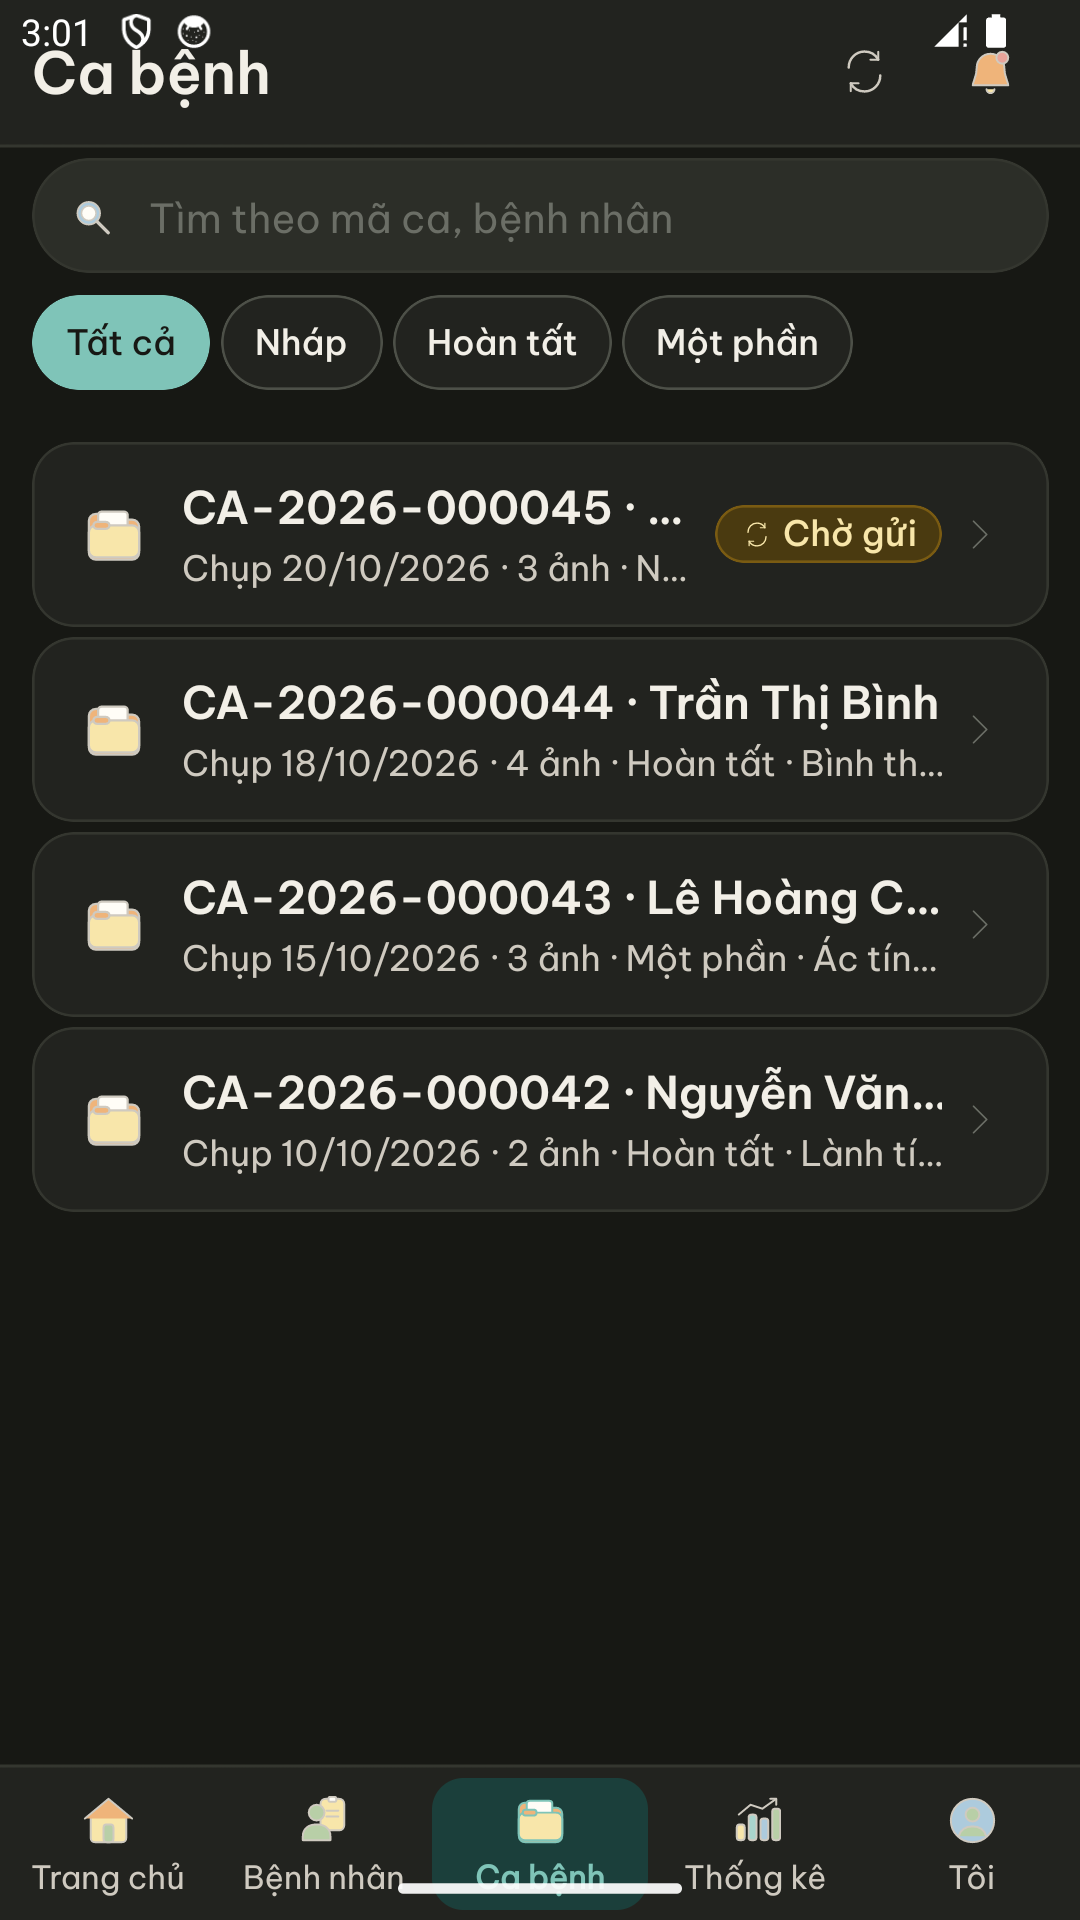 3:01
Ca bệnh
Tìm theo mã ca, bệnh nhân
Tất cả
Nháp
Hoàn tất
Một phần
CA-2026-000045 · ...
Chụp 20/10/2026 · 3 ảnh · N...
Chờ gửi
CA-2026-000044 · Trần Thị Bình
Chụp 18/10/2026 · 4 ảnh · Hoàn tất · Bình th...
CA-2026-000043 · Lê Hoàng C...
Chụp 15/10/2026 · 3 ảnh · Một phần · Ác tín...
CA-2026-000042 · Nguyễn Văn...
Chụp 10/10/2026 · 2 ảnh · Hoàn tất · Lành tí...
Trang chủ
Bệnh nhân
Ca bệnh
Thống kê
Tôi